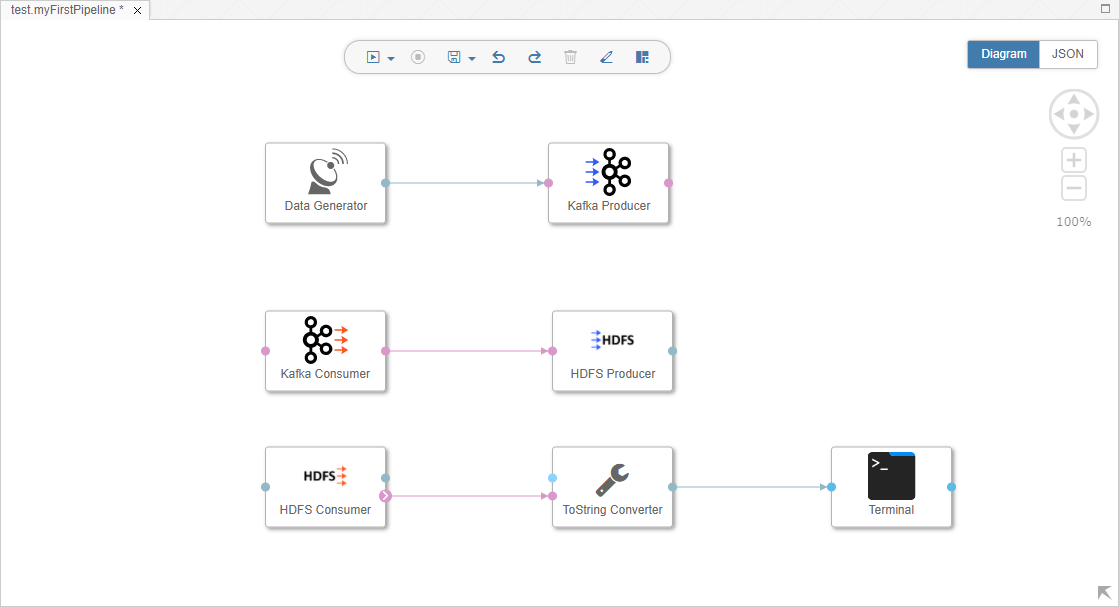 test.myFirstPipeline *
Diagram
JSON
100%
Data Generator
Kafka Producer
Kafka Consumer
HDFS
HDFS Producer
HDFS
HDFS Consumer
ToString Converter
>_
Terminal